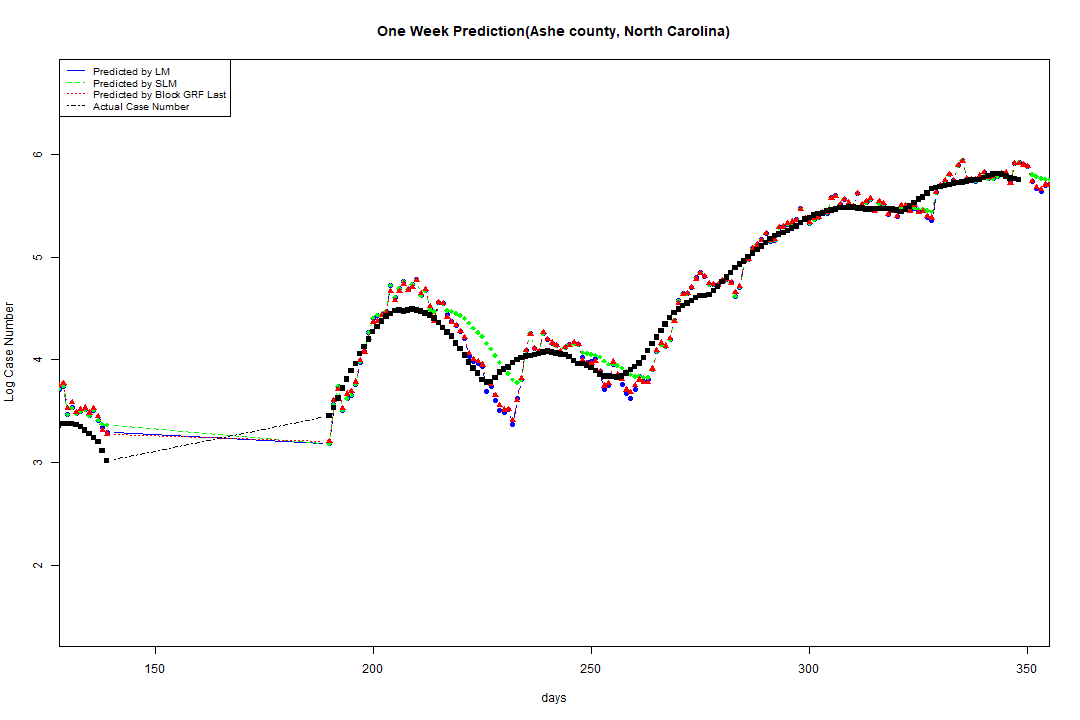 One Week Prediction(Ashe county, North Carolina)
Predicted by LM
Predicted by SLM
Predicted by Block GRF Last
Actual Case Number
6
5
4
3
2
Log Case Number
150 200 250 300 350
days